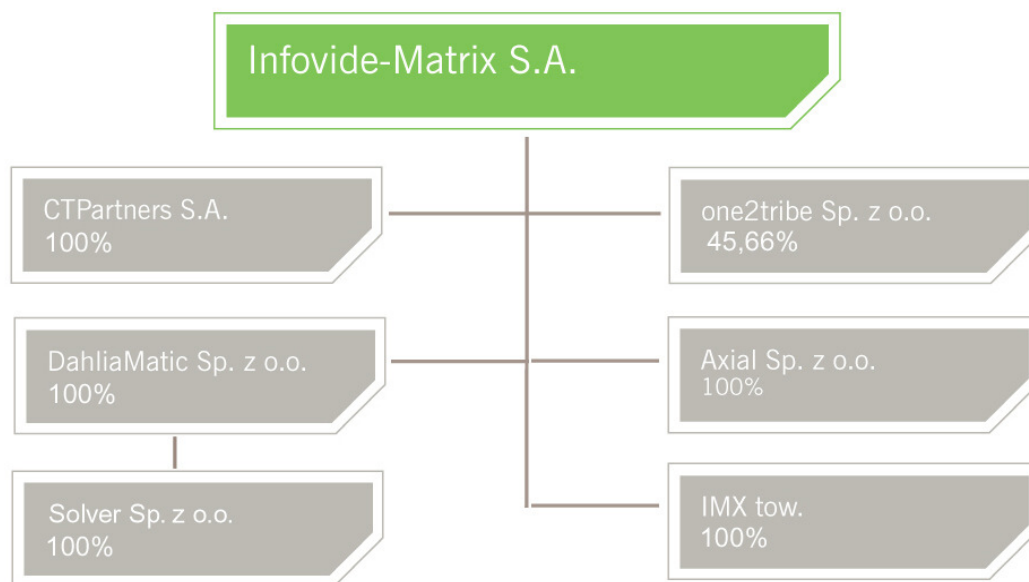 Infovide-Matrix S.A.
CTPartners S.A.
100%
one2tribe Sp. z o.o.
45,66%
DahliaMatic Sp. z o.o.
100%
Axial Sp. z o.o.
100%
Solver Sp. z o.o.
100%
IMX tow.
100%